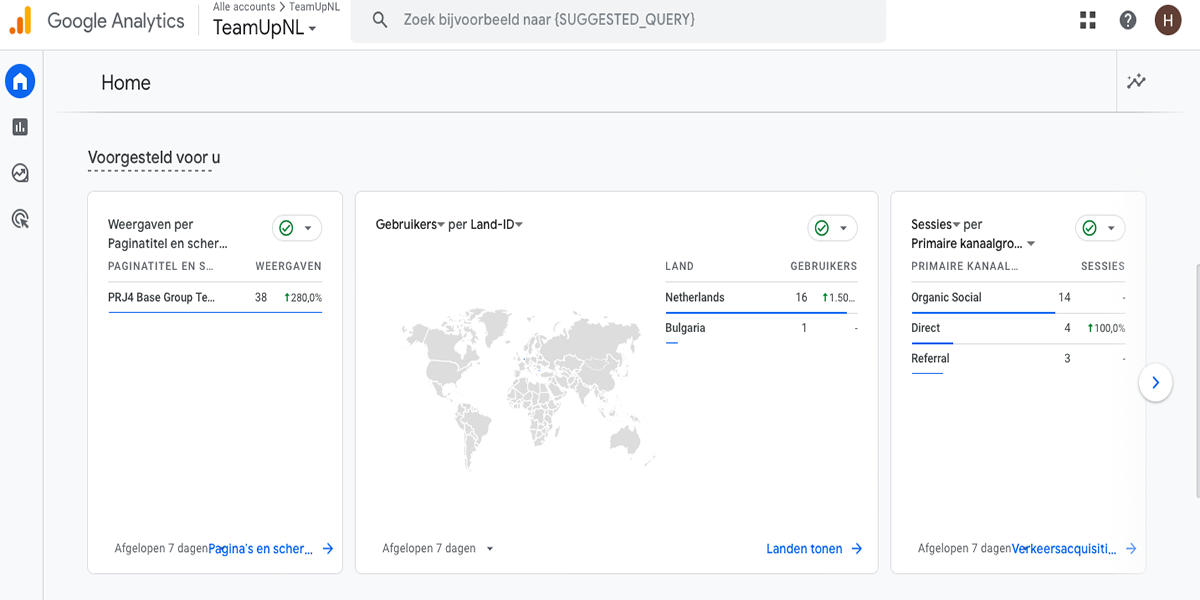 Google Analytics
Alle accounts > TeamUpNL
TeamUpNL
Zoek bijvoorbeeld naar {SUGGESTED_QUERY}
H
Home
Voorgesteld voor u
Weergaven per
Paginatitel en scher...
PAGINATITEL EN S... WEERGAVEN
PRJ4 Base Group Te... 38 280,0%
Afgelopen 7 dagen Pagina's en scher...
Gebruikers per Land-ID
LAND GEBRUIKERS
Netherlands 16 1.50...
Bulgaria 1 -
Afgelopen 7 dagen Landen tonen
Sessies per
Primaire kanaalgro...
PRIMAIRE KANAAL... SESSIES
Organic Social 14 -
Direct 4 100,0%
Referral 3 -
Afgelopen 7 dagen Verkeersacquisiti...